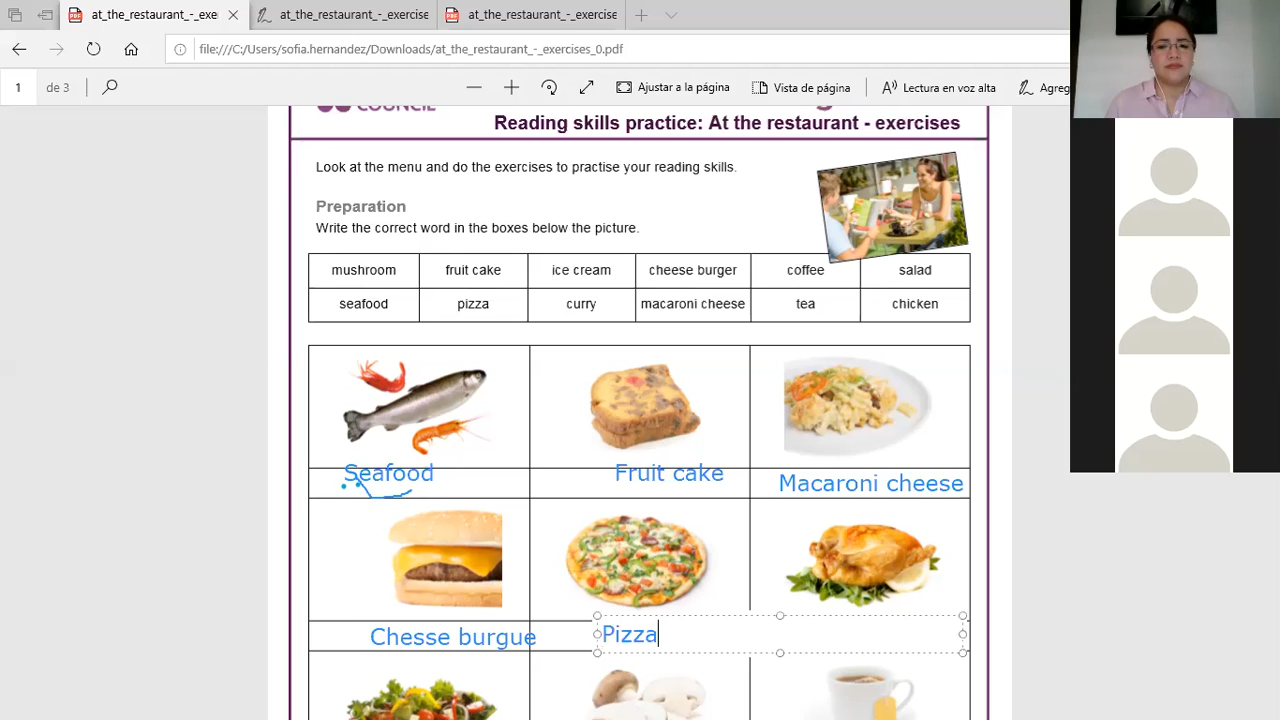 at_the_restaurant_-_exercises
at_the_restaurant_-_exercise
at_the_restaurant_-_exercise
file:///C:/Users/sofia.hernandez/Downloads/at_the_restaurant_-_exercises_0.pdf
1 de 3
Ajustar a la página
Vista de página
Lectura en voz alta
Agreg
COUNCIL
Reading skills practice: At the restaurant - exercises
Look at the menu and do the exercises to practise your reading skills.
Preparation
Write the correct word in the boxes below the picture.
mushroom fruit cake ice cream cheese burger coffee salad
seafood pizza curry macaroni cheese tea chicken
Seafood Fruit cake Macaroni cheese
Chesse burgue Pizza